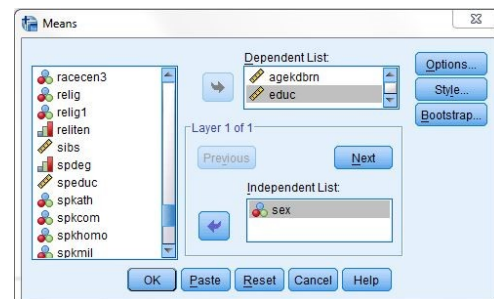 Means
racecen3
relig
relig1
reliten
sibs
spdeg
speduc
spkath
spkcom
spkhomo
spkmil
Dependent List:
agekdbrn
educ
Layer 1 of 1
Previous
Next
Independent List:
sex
Options...
Style...
Bootstrap...
OK
Paste
Reset
Cancel
Help